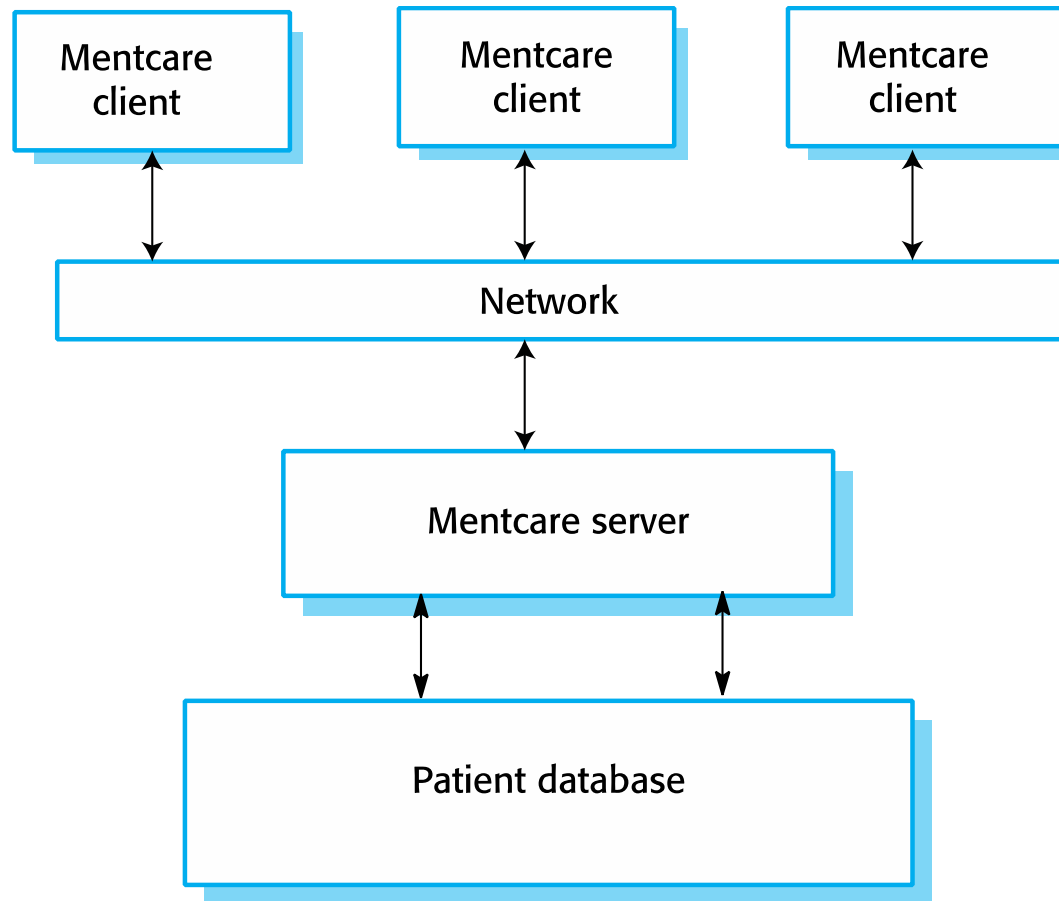 Mentcare
client
Mentcare
client
Mentcare
client
Network
Mentcare server
Patient database